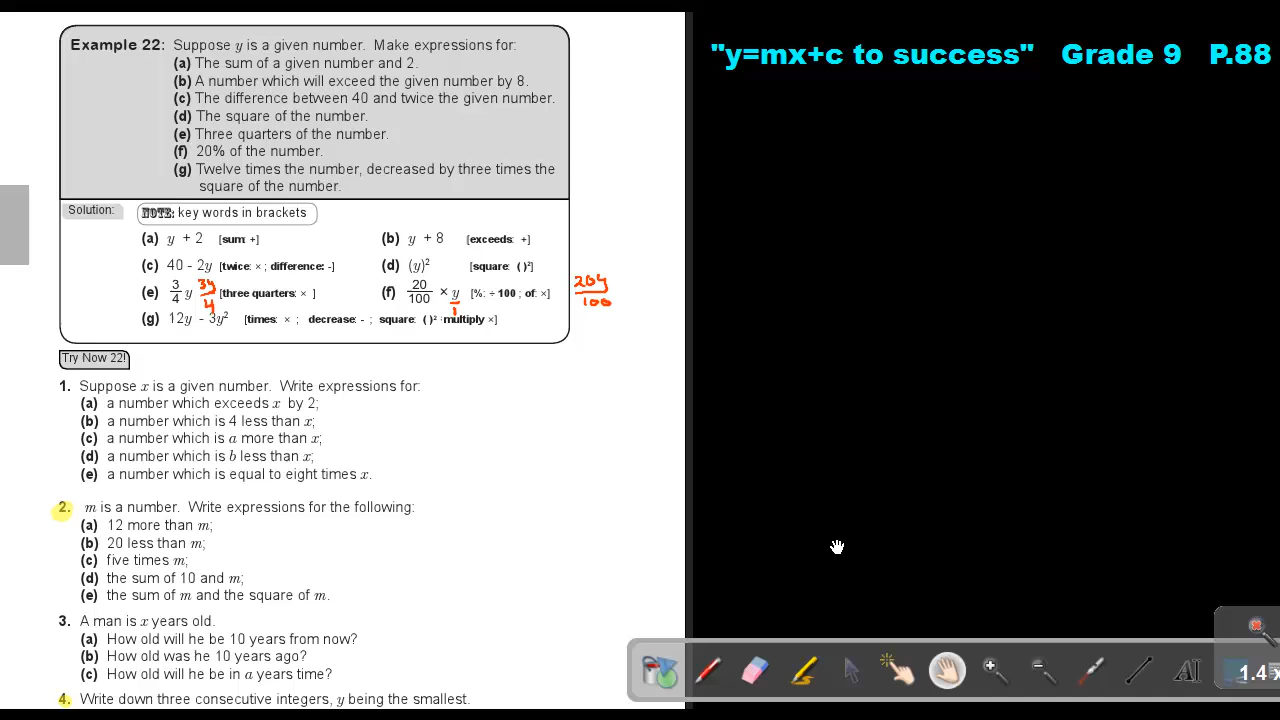 Example 22: Suppose y is a given number. Make expressions for:
(a) The sum of a given number and 2.
(b) A number which will exceed the given number by 8.
(c) The difference between 40 and twice the given number.
(d) The square of the number.
(e) Three quarters of the number.
(f) 20% of the number.
(g) Twelve times the number, decreased by three times the
square of the number.
Solution: NOTE: key words in brackets
(a) y + 2 [sum: +] (b) y + 8 [exceeds: +]
(c) 40 - 2y [twice: × ; difference: -] (d) (y)² [square: ( )²]
(e) 3/4 y 3y/4 [three quarters: × ] (f) 20/100 × y/1 [%: ÷ 100 ; of: ×] 20y/100
(g) 12y - 3y² [times: × ; decrease: - ; square: ( )² : multiply ×]
Try Now 22!
1. Suppose x is a given number. Write expressions for:
(a) a number which exceeds x by 2;
(b) a number which is 4 less than x;
(c) a number which is a more than x;
(d) a number which is b less than x;
(e) a number which is equal to eight times x.
2. m is a number. Write expressions for the following:
(a) 12 more than m;
(b) 20 less than m;
(c) five times m;
(d) the sum of 10 and m;
(e) the sum of m and the square of m.
3. A man is x years old.
(a) How old will he be 10 years from now?
(b) How old was he 10 years ago?
(c) How old will he be in a years time?
4. Write down three consecutive integers, y being the smallest.
"y=mx+c to success" Grade 9 P.88
AI
1.4 x